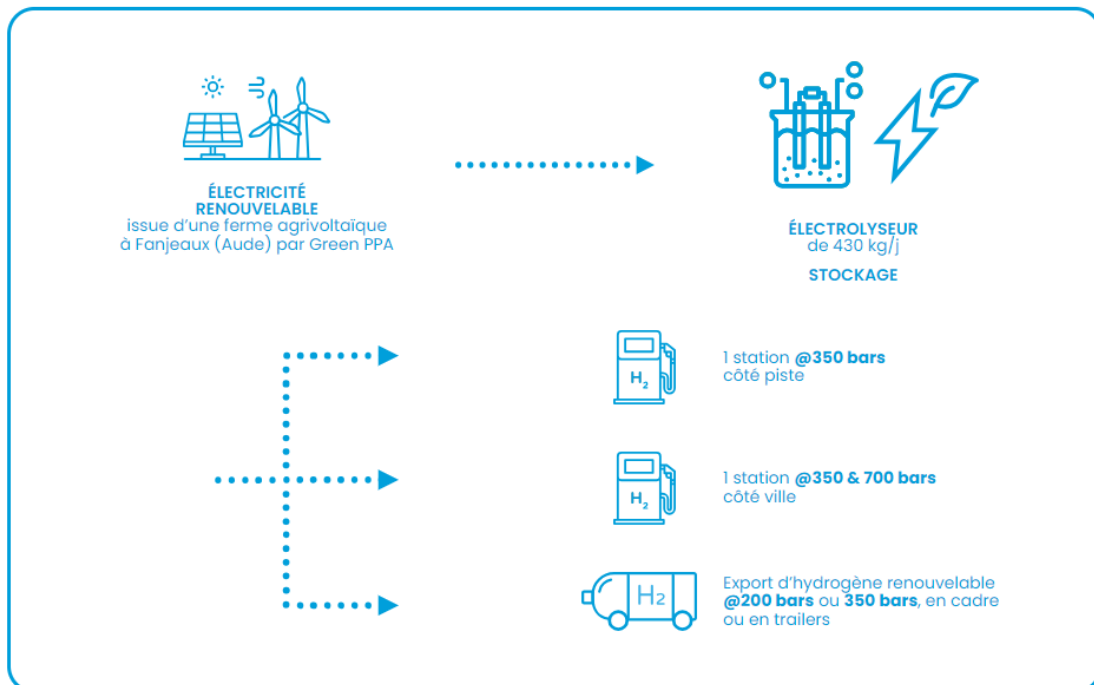 ÉLECTRICITÉ
RENOUVELABLE
issue d'une ferme agrivoltaïque
à Fanjeaux (Aude) par Green PPA
ÉLECTROLYSEUR
de 430 kg/j
STOCKAGE
H2
1 station @350 bars
côté piste
H2
1 station @350 & 700 bars
côté ville
H2
Export d'hydrogène renouvelable
@200 bars ou 350 bars, en cadre
ou en trailers